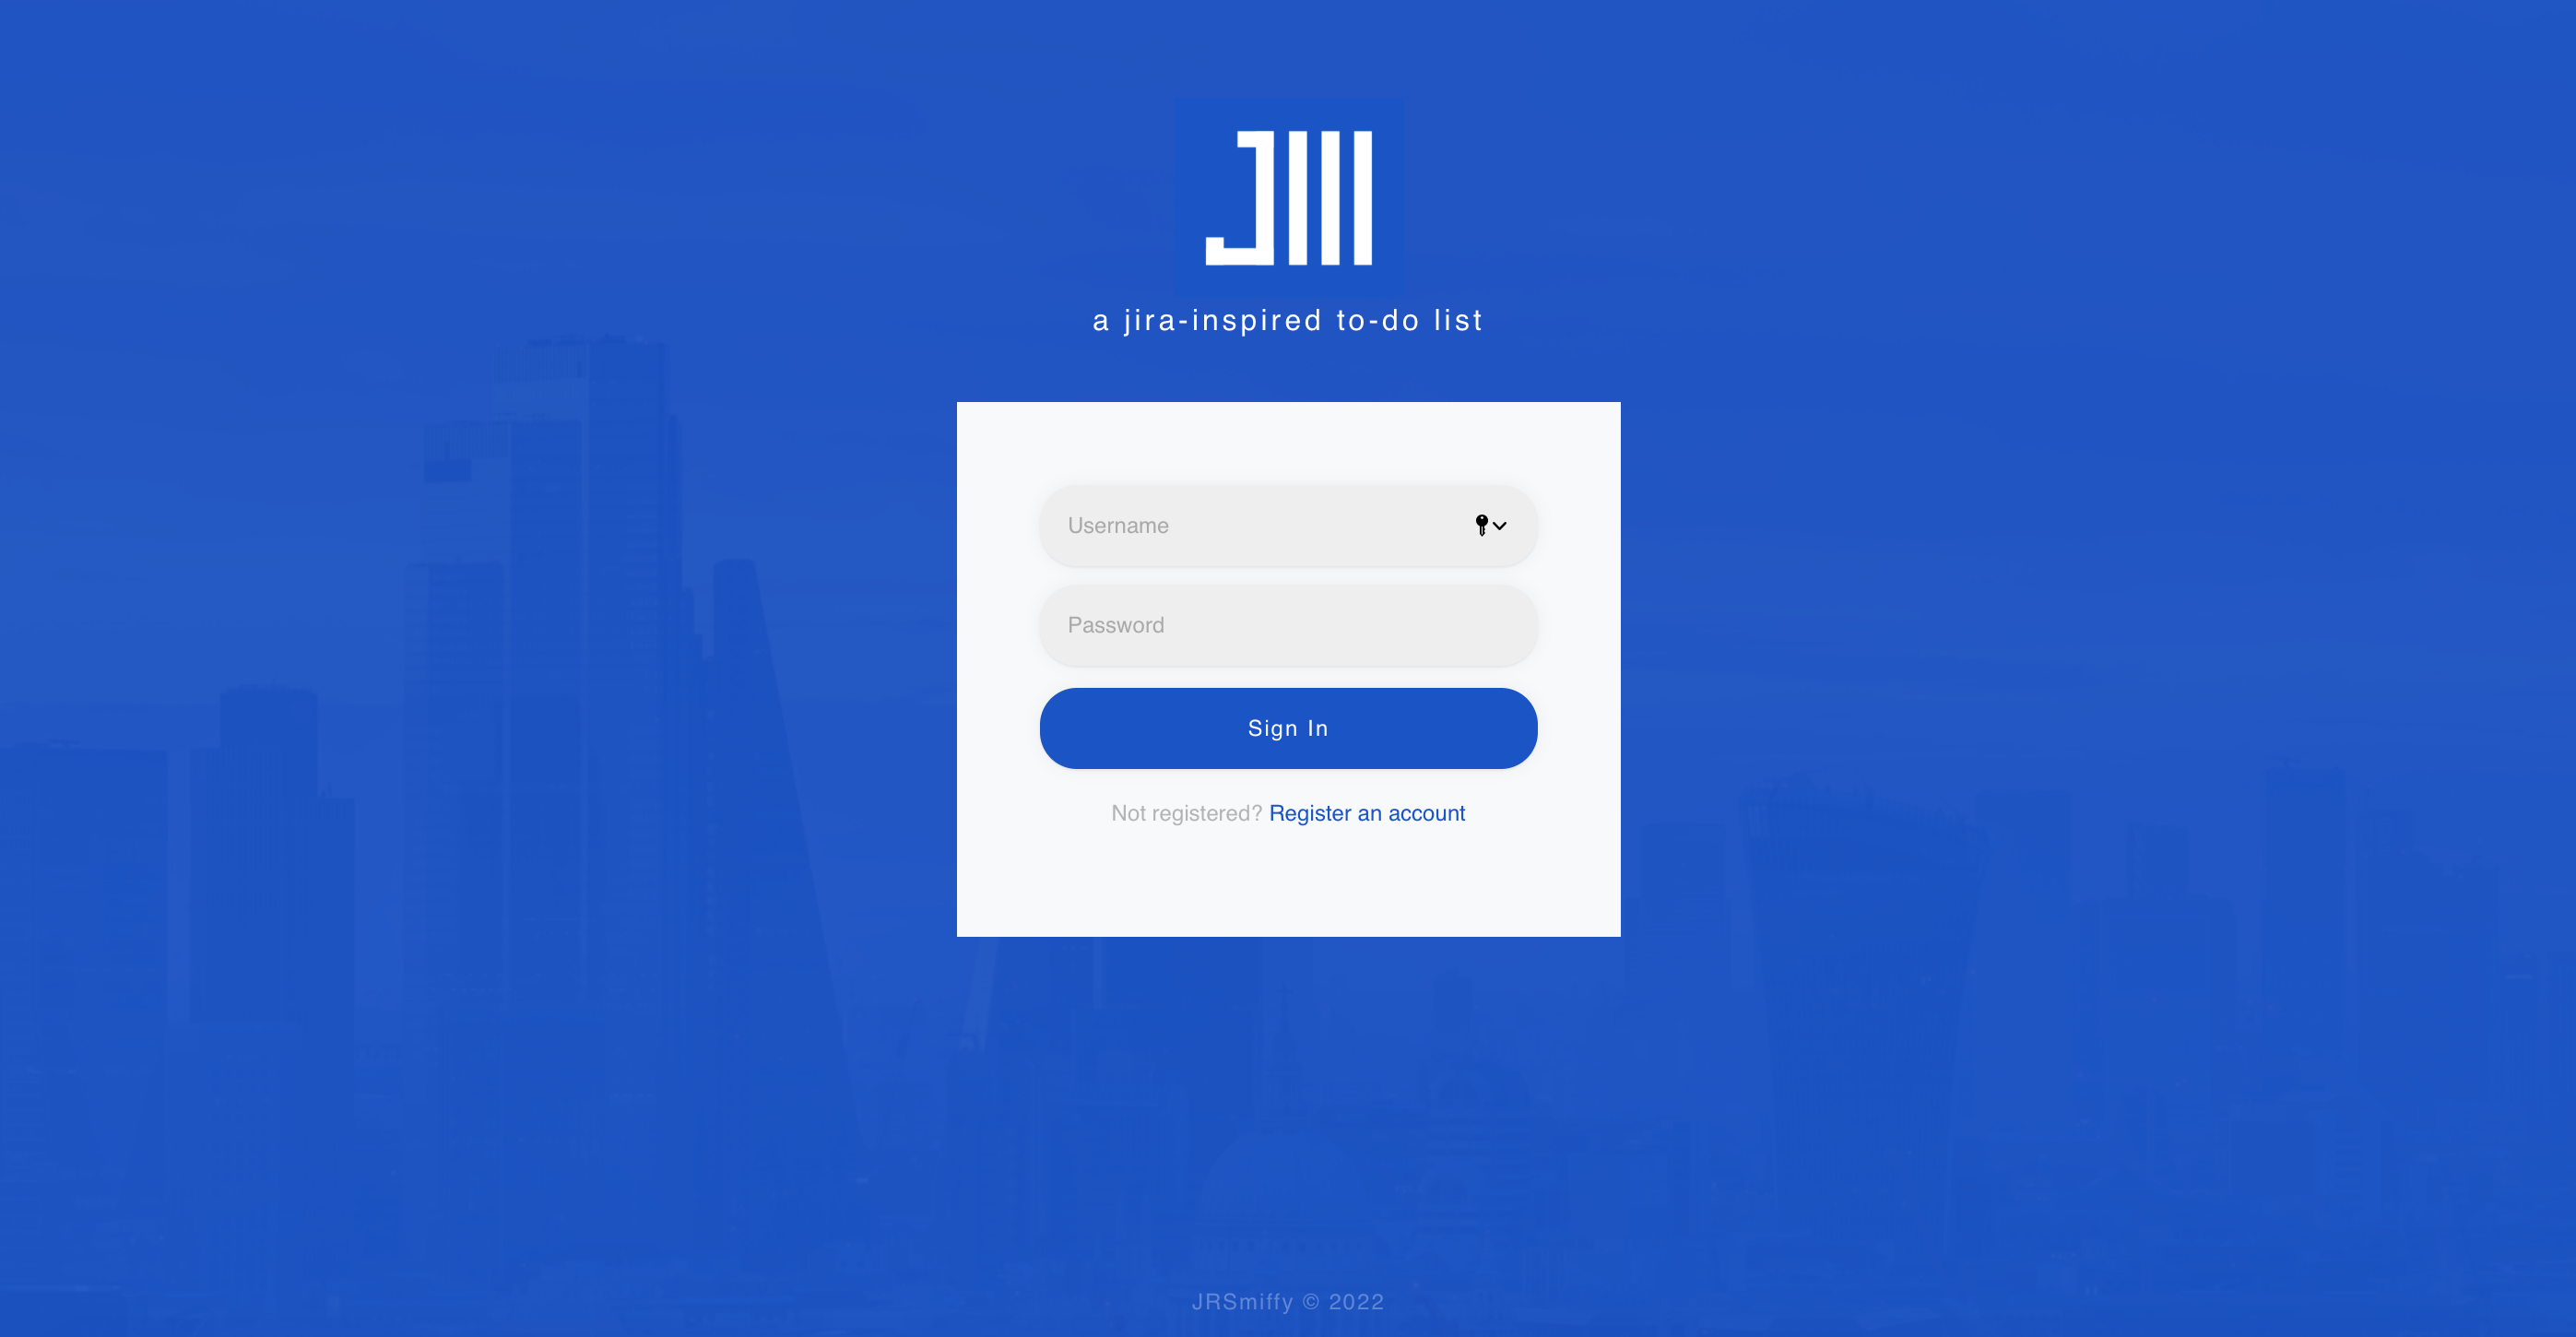 JIII
a jira-inspired to-do list
Username
Password
Sign In
Not registered? Register an account
JRSmiffy © 2022